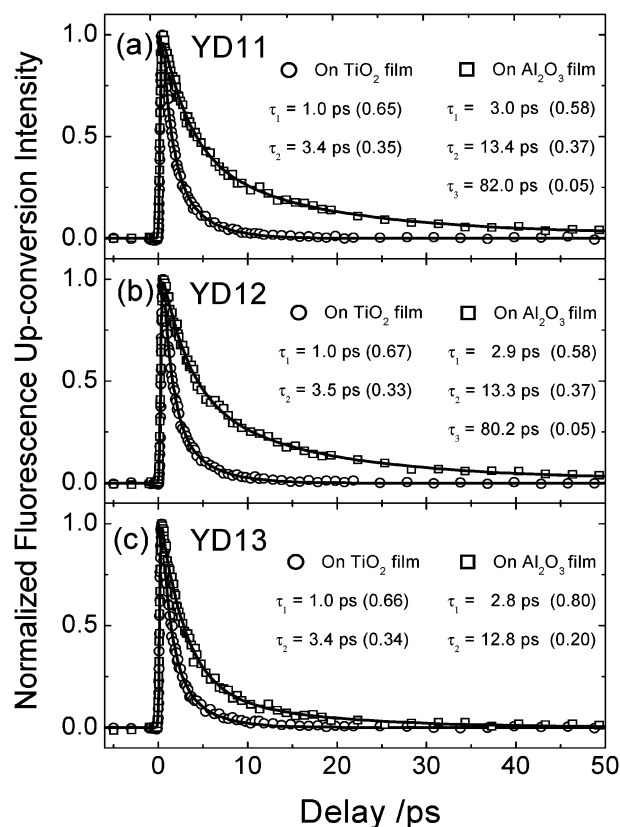 Normalized Fluorescence Up-conversion Intensity
(a) YD11
○ On TiO₂ film □ On Al₂O₃ film
τ₁ = 1.0 ps (0.65) τ₁ = 3.0 ps (0.58)
τ₂ = 3.4 ps (0.35) τ₂ = 13.4 ps (0.37)
τ₃ = 82.0 ps (0.05)
1.0
0.5
0.0
(b) YD12
○ On TiO₂ film □ On Al₂O₃ film
τ₁ = 1.0 ps (0.67) τ₁ = 2.9 ps (0.58)
τ₂ = 3.5 ps (0.33) τ₂ = 13.3 ps (0.37)
τ₃ = 80.2 ps (0.05)
1.0
0.5
0.0
(c) YD13
○ On TiO₂ film □ On Al₂O₃ film
τ₁ = 1.0 ps (0.66) τ₁ = 2.8 ps (0.80)
τ₂ = 3.4 ps (0.34) τ₂ = 12.8 ps (0.20)
1.0
0.5
0.0
0 10 20 30 40 50
Delay /ps